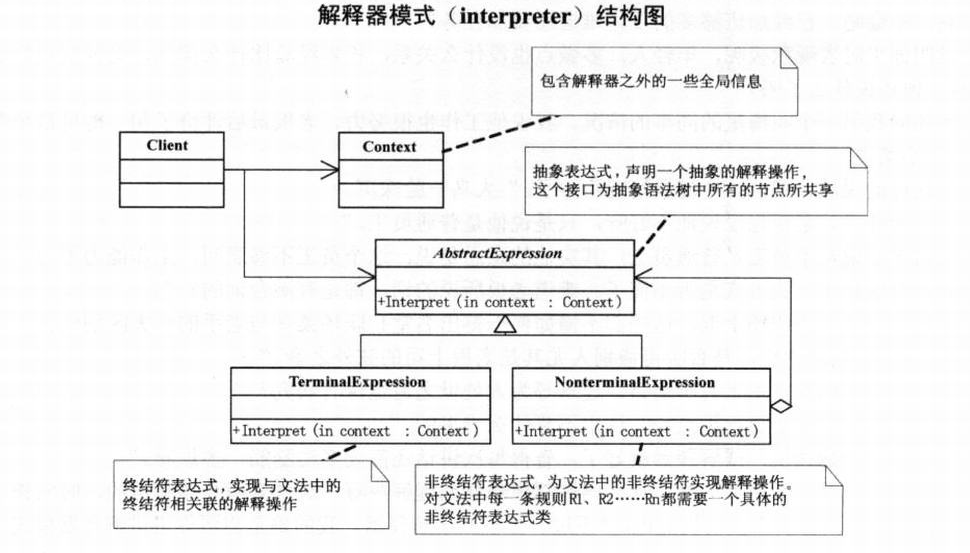 解释器模式（interpreter）结构图
包含解释器之外的一些全局信息
Client
Context
抽象表达式，声明一个抽象的解释操作，
这个接口为抽象语法树中所有的节点所共享
AbstractExpression
+Interpret(in context : Context)
TerminalExpression
NonterminalExpression
+Interpret(in context : Context)
+Interpret(in context : Context)
终结符表达式，实现与文法中的
终结符相关联的解释操作
非终结符表达式，为文法中的非终结符实现解释操作。
对文法中每一条规则R1、R2……Rn都需要一个具体的
非终结符表达式类